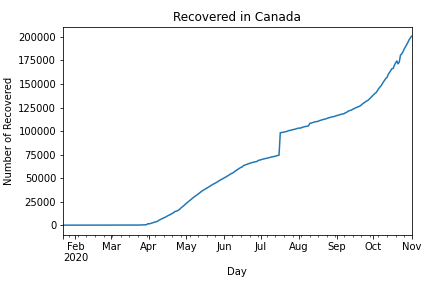 Recovered in Canada
Number of Recovered
200000
175000
150000
125000
100000
75000
50000
25000
0
Feb Mar Apr May Jun Jul Aug Sep Oct Nov
2020
Day